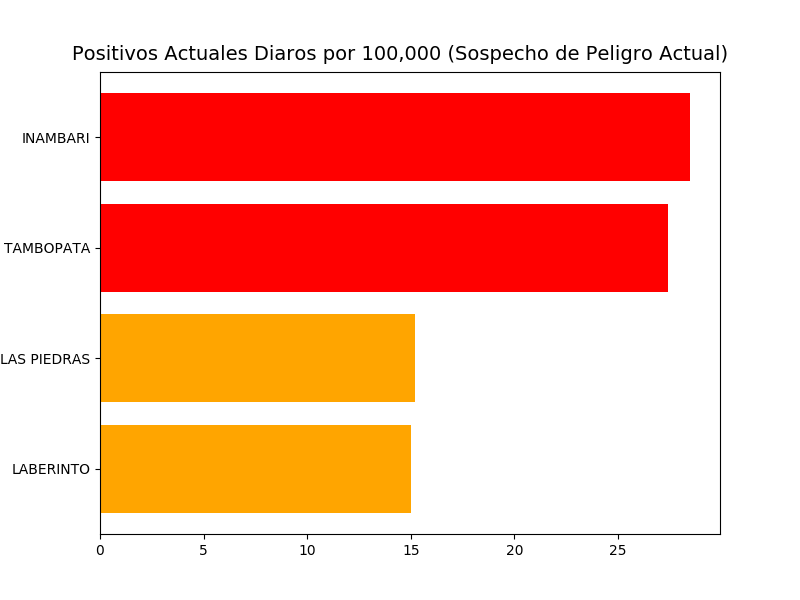 Positivos Actuales Diaros por 100,000 (Sospecho de Peligro Actual)
INAMBARI
TAMBOPATA
LAS PIEDRAS
LABERINTO
0 5 10 15 20 25